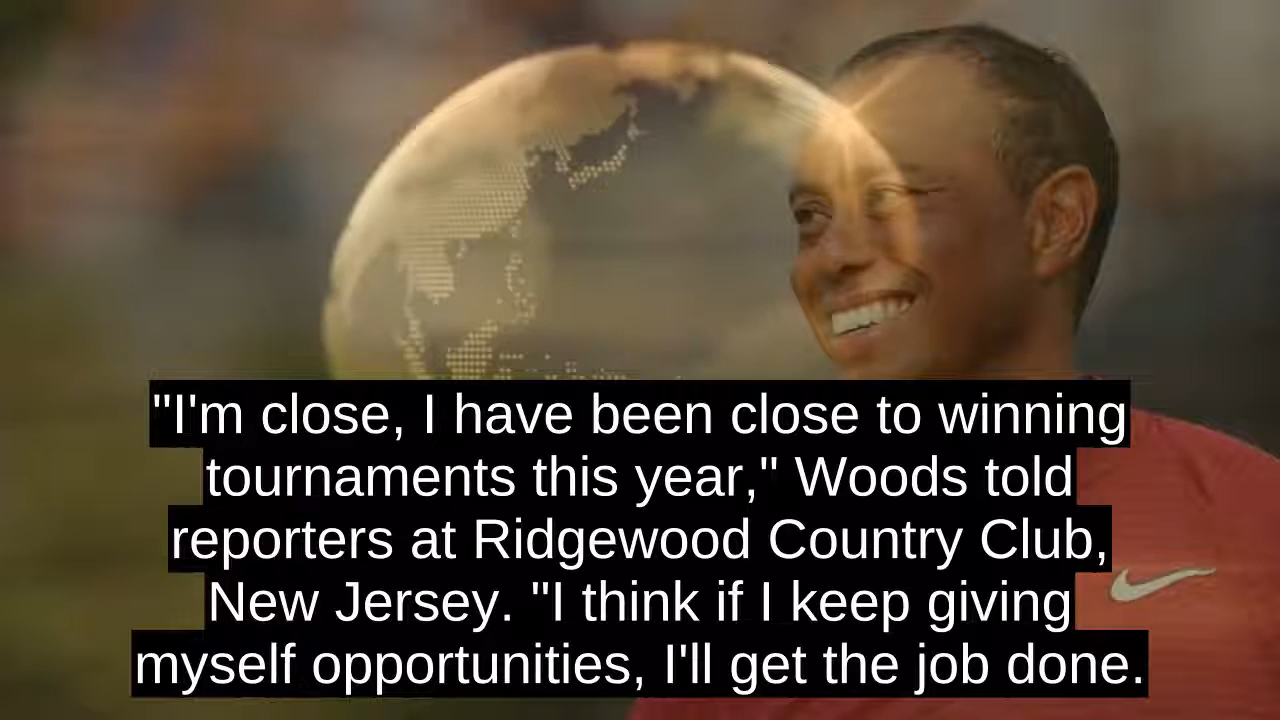 "I'm close, I have been close to winning
tournaments this year," Woods told
reporters at Ridgewood Country Club,
New Jersey. "I think if I keep giving
myself opportunities, I'll get the job done.